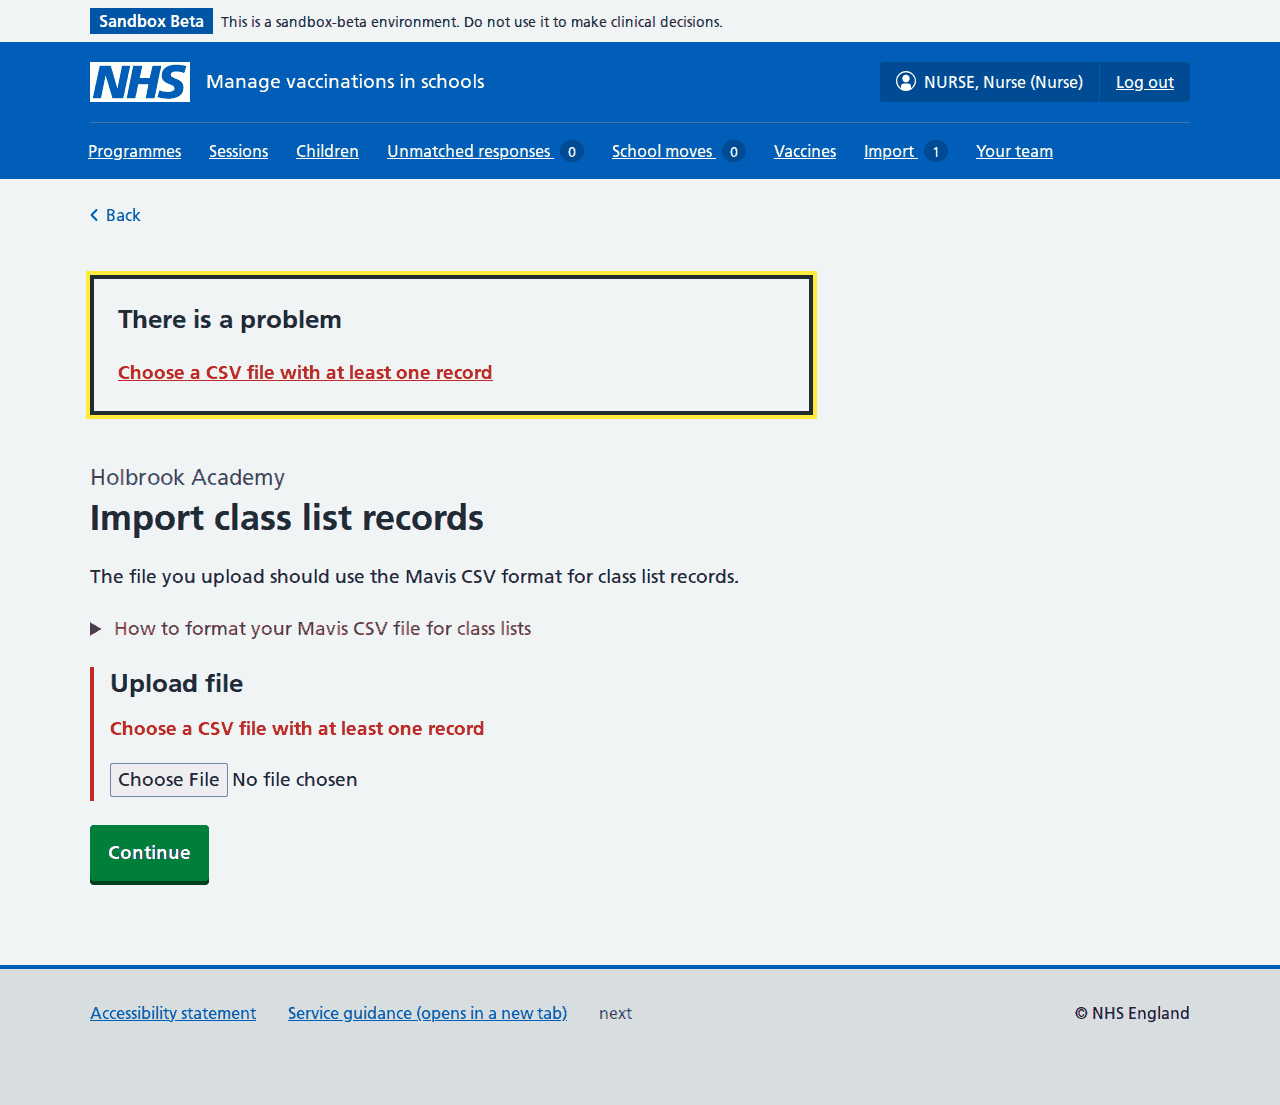 Sandbox Beta This is a sandbox-beta environment. Do not use it to make clinical decisions.
NHS Manage vaccinations in schools NURSE, Nurse (Nurse) Log out
Programmes Sessions Children Unmatched responses 0 School moves 0 Vaccines Import 1 Your team
Back
There is a problem
Choose a CSV file with at least one record
Holbrook Academy
Import class list records
The file you upload should use the Mavis CSV format for class list records.
How to format your Mavis CSV file for class lists
Upload file
Choose a CSV file with at least one record
Choose File No file chosen
Continue
Accessibility statement Service guidance (opens in a new tab) next © NHS England